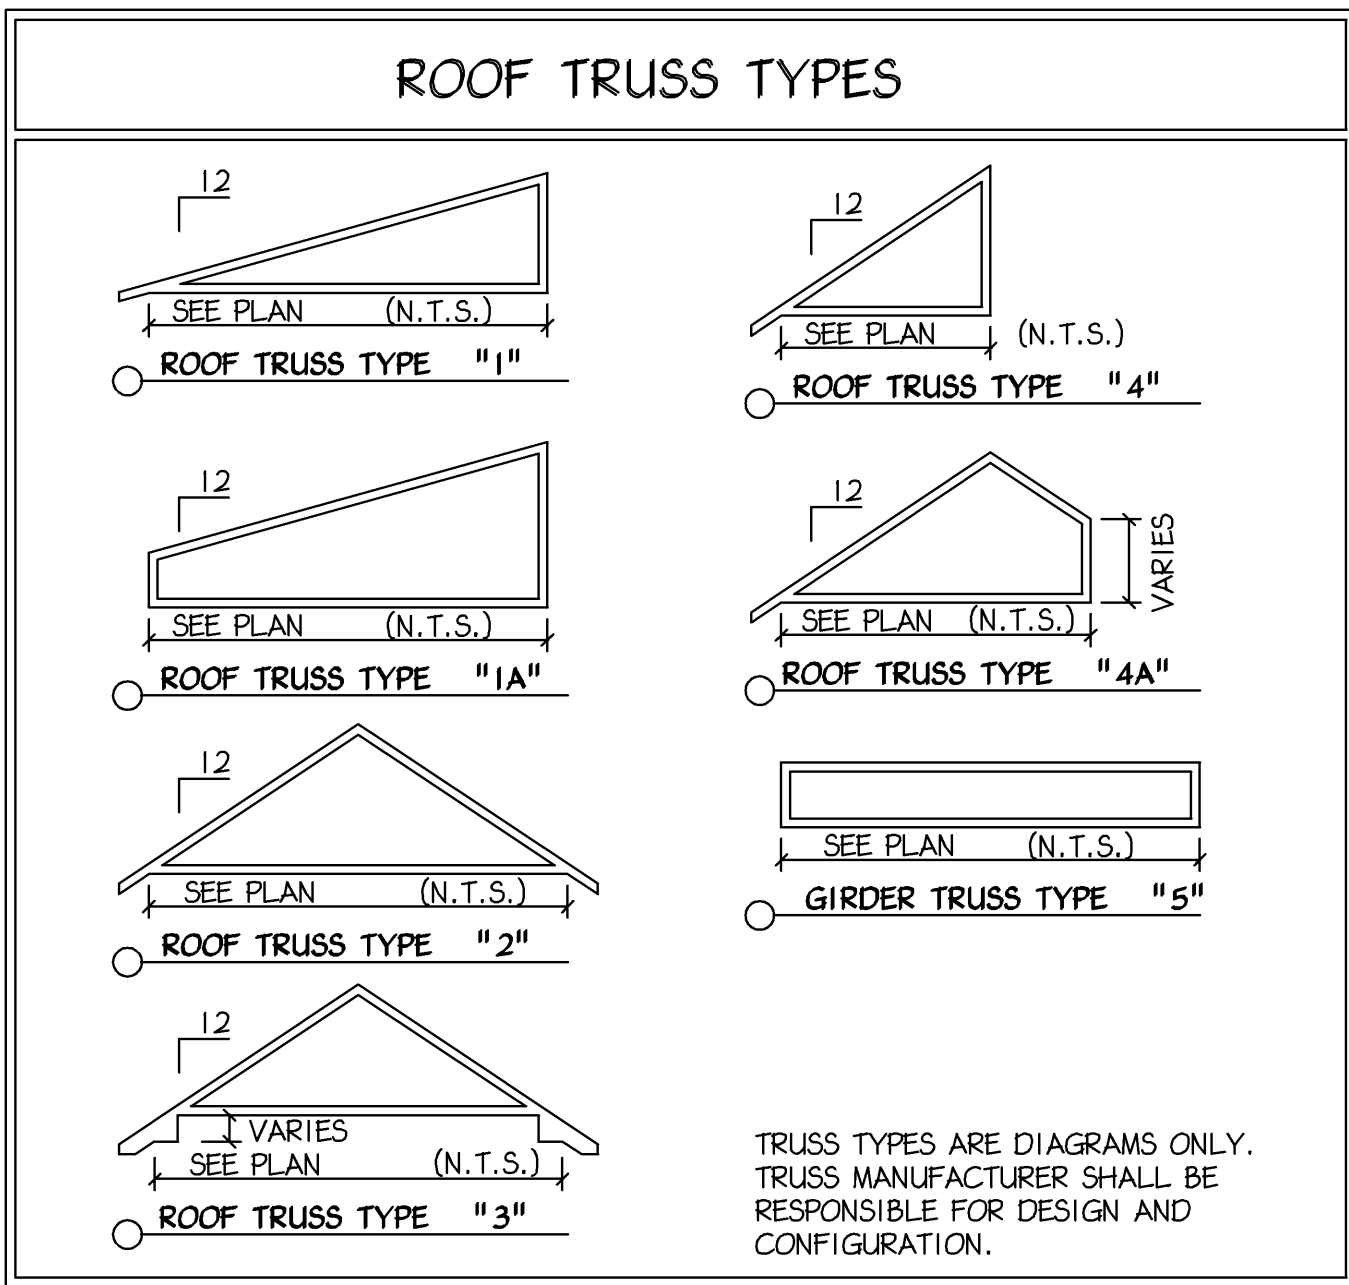 ROOF TRUSS TYPES
12
SEE PLAN (N.T.S.)
ROOF TRUSS TYPE "1"
12
SEE PLAN (N.T.S.)
ROOF TRUSS TYPE "1A"
12
SEE PLAN (N.T.S.)
ROOF TRUSS TYPE "2"
12
VARIES
SEE PLAN (N.T.S.)
ROOF TRUSS TYPE "3"
12
SEE PLAN (N.T.S.)
ROOF TRUSS TYPE "4"
12
VARIES
SEE PLAN (N.T.S.)
ROOF TRUSS TYPE "4A"
SEE PLAN (N.T.S.)
GIRDER TRUSS TYPE "5"
TRUSS TYPES ARE DIAGRAMS ONLY.
TRUSS MANUFACTURER SHALL BE
RESPONSIBLE FOR DESIGN AND
CONFIGURATION.